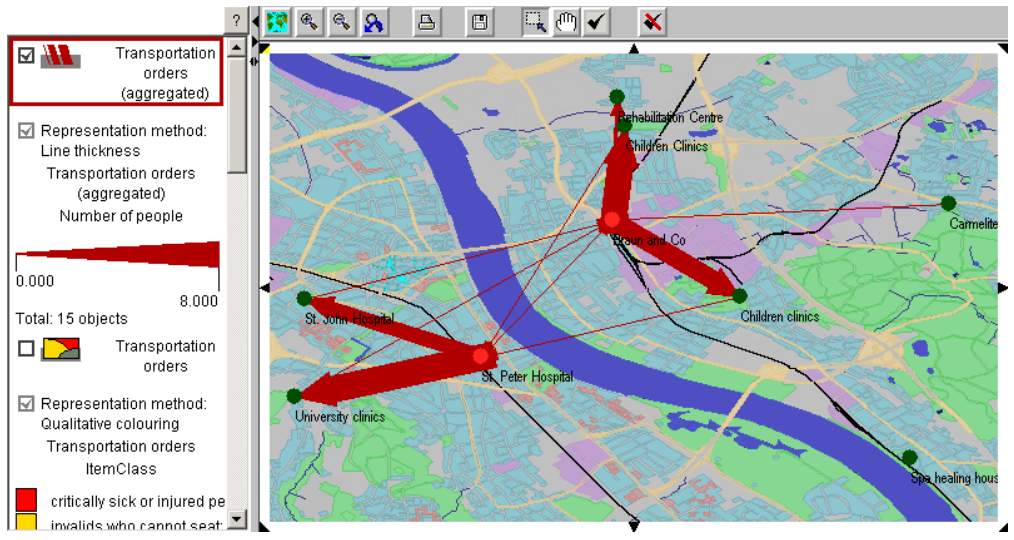 ?
Transportation
orders
(aggregated)
Representation method:
Line thickness
Transportation orders
(aggregated)
Number of people
0.000
8.000
Total: 15 objects
Transportation
orders
Representation method:
Qualitative colouring
Transportation orders
ItemClass
critically sick or injured pe
invalids who cannot seat
Rehabilitation Centre
Children Clinics
Carmelite
Braun and Co
Children clinics
St. John Hospital
St. Peter Hospital
University clinics
Spa healing hous